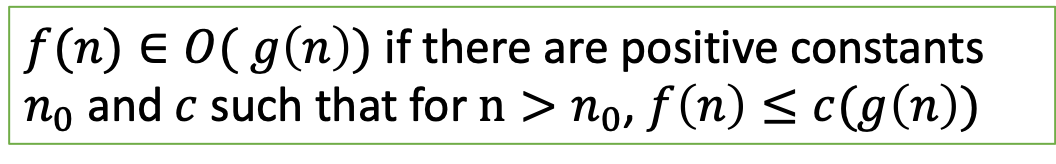 f(n) ∈ O( g(n)) if there are positive constants
n₀ and c such that for n > n₀, f(n) ≤ c(g(n))